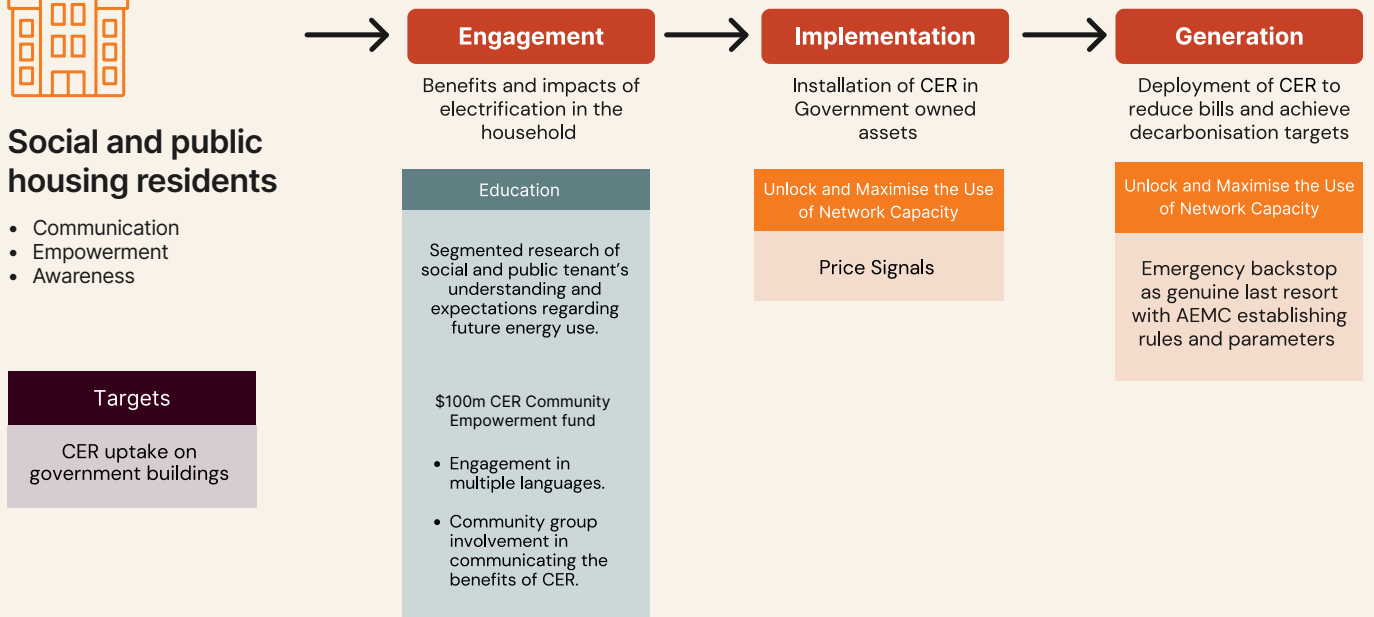 Social and public
housing residents
• Communication
• Empowerment
• Awareness
Targets
CER uptake on
government buildings
Engagement
Benefits and impacts of
electrification in the
household
Education
Segmented research of
social and public tenant's
understanding and
expectations regarding
future energy use.
$100m CER Community
Empowerment fund
• Engagement in
multiple languages.
• Community group
involvement in
communicating the
benefits of CER.
Implementation
Installation of CER in
Government owned
assets
Unlock and Maximise the Use
of Network Capacity
Price Signals
Generation
Deployment of CER to
reduce bills and achieve
decarbonisation targets
Unlock and Maximise the Use
of Network Capacity
Emergency backstop
as genuine last resort
with AEMC establishing
rules and parameters